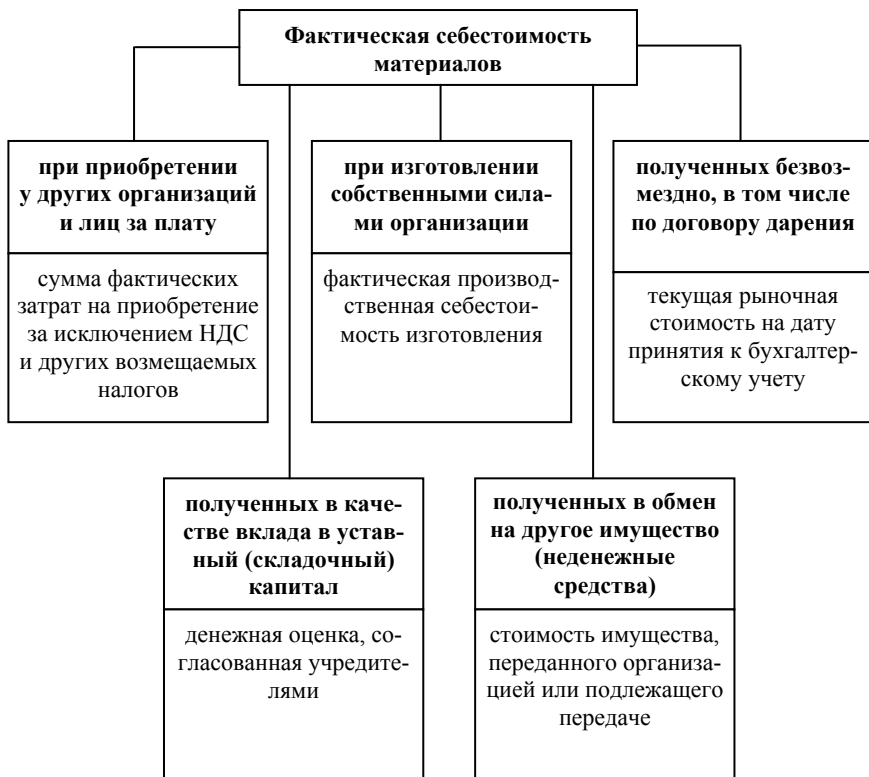 Фактическая себестоимость
материалов
при приобретении
у других организаций
и лиц за плату
сумма фактических
затрат на приобретение
за исключением НДС
и других возмещаемых
налогов
при изготовлении
собственными сила-
ми организации
фактическая производ-
ственная себестои-
мость изготовления
полученных безвоз-
мездно, в том числе
по договору дарения
текущая рыночная
стоимость на дату
принятия к бухгалтер-
скому учету
полученных в каче-
стве вклада в устав-
ный (складочный)
капитал
денежная оценка, со-
гласованная учредите-
лями
полученных в обмен
на другое имущество
(неденежные
средства)
стоимость имущества,
переданного организа-
цией или подлежащего
передаче